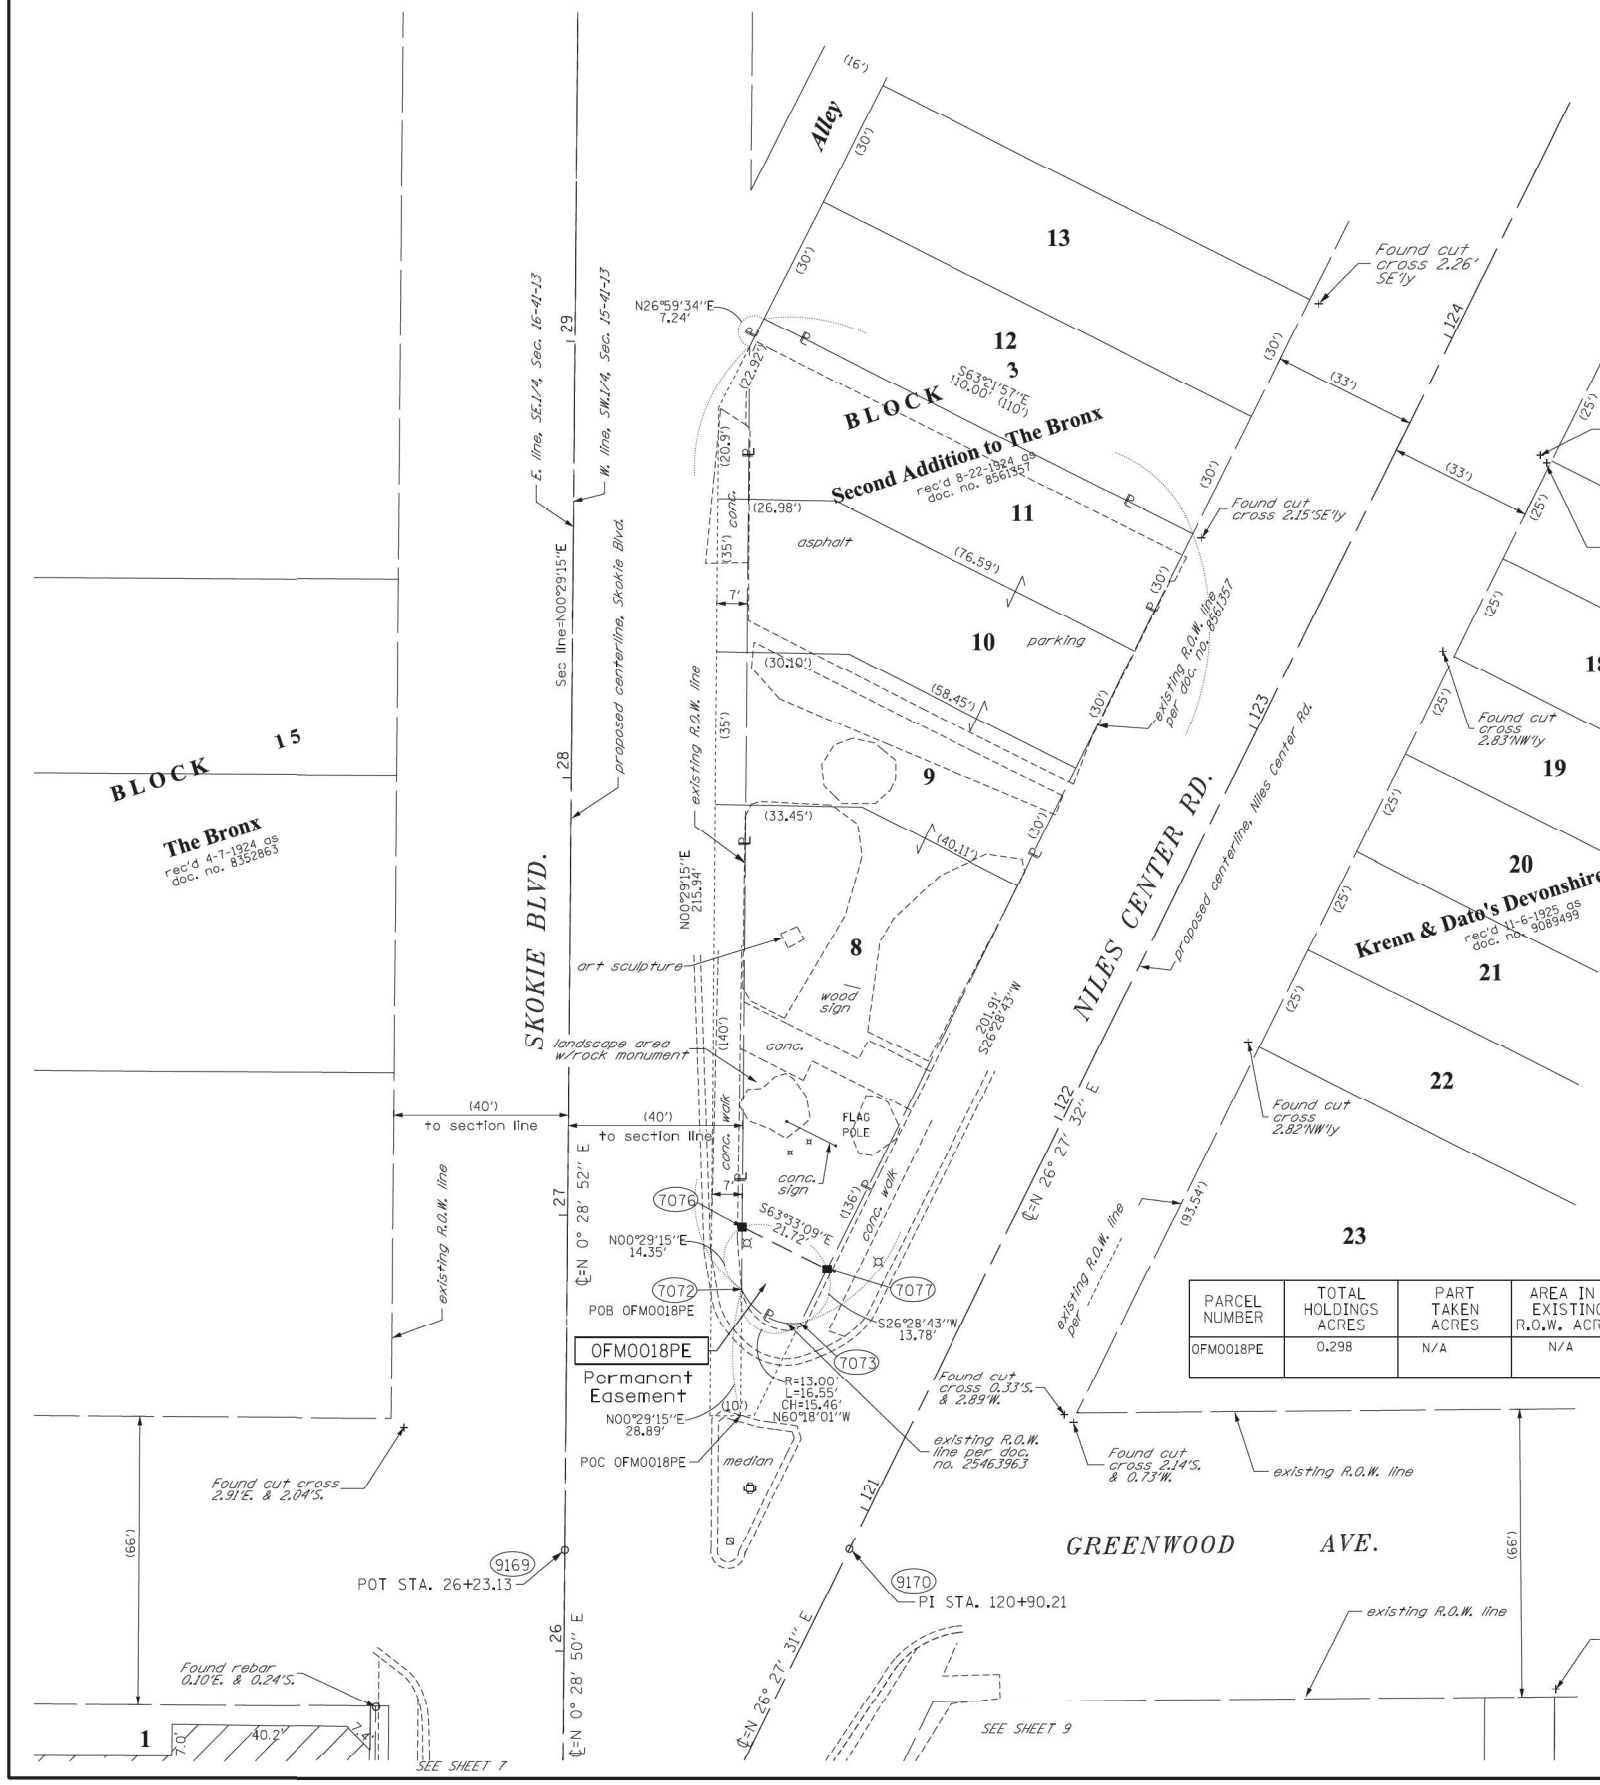 (16')
Alley
(30')
13
(30')
Found cut
cross 2.26'
SE'ly
124
N26°59'34"E
7.24'
29
E. line, SE.1/4, Sec. 16-41-13
W. line, SW.1/4, Sec. 15-41-13
12
3
S63°21'57"E
110.00' (110')
BLOCK
Second Addition to The Bronx
rec'd 8-22-1924 as
doc. no. 8561357
(22.92')
(30')
(33')
(25')
(33')
(30')
(25')
(20.9')
conc.
(26.98')
11
Found cut
cross 2.15'SE'ly
asphalt
(35')
(76.59')
(30')
7'
Sec line=N00°29'15"E
proposed centerline, Skokie Blvd.
existing R.O.W. line
per doc. no. 8561357
(25')
10
parking
(30.10')
(58.45')
(30')
(35')
existing R.O.W. line
18
(25')
Found cut
cross
2.83'NW'ly
19
123
proposed centerline, Niles Center Rd.
BLOCK 15
The Bronx
rec'd 4-7-1924 as
doc. no. 8352863
28
9
(33.45')
(40.11')
(30')
(25')
NILES CENTER RD.
20
Krenn & Dato's Devonshire
rec'd 11-6-1925 as
doc. no. 9089499
21
(25')
SKOKIE BLVD.
N00°29'15"E
215.94'
art sculpture
8
wood
sign
201.91'
S26°28'43"W
(25')
landscape area
w/rock monument
(140')
conc.
22
Found cut
cross
2.82'NW'ly
122
(40')
to section line
(40')
to section line
conc. walk
FLAG
POLE
conc.
sign
conc. walk
(136')
℄=N 26° 27' 32" E
℄=N 0° 28' 52" E
27
7'
7076
S63°33'09"E
21.72'
existing R.O.W. line
N00°29'15"E
14.35'
7072
POB 0FM0018PE
7077
S26°28'43"W
13.78'
7073
0FM0018PE
Permanent
Easement
R=13.00'
L=16.55'
CH=15.46'
N60°18'01"W
(10')
N00°29'15"E
28.89'
POC 0FM0018PE
median
existing R.O.W.
line per doc.
no. 25463963
existing R.O.W. line
per
(93.54')
23
PARCEL
NUMBER
TOTAL
HOLDINGS
ACRES
PART
TAKEN
ACRES
AREA IN
EXISTING
R.O.W. ACR
0FM0018PE
0.298
N/A
N/A
Found cut
cross 0.33'S.
& 2.89'W.
Found cut
cross 2.14'S.
& 0.73'W.
existing R.O.W. line
Found cut cross
2.91'E. & 2.04'S.
(66')
121
GREENWOOD AVE.
(66')
9169
POT STA. 26+23.13
9170
PI STA. 120+90.21
existing R.O.W. line
26
℄=N 0° 28' 50" E
℄=N 26° 27' 31" E
Found rebar
0.10'E. & 0.24'S.
1
7.0'
40.2'
7.4'
SEE SHEET 7
SEE SHEET 9